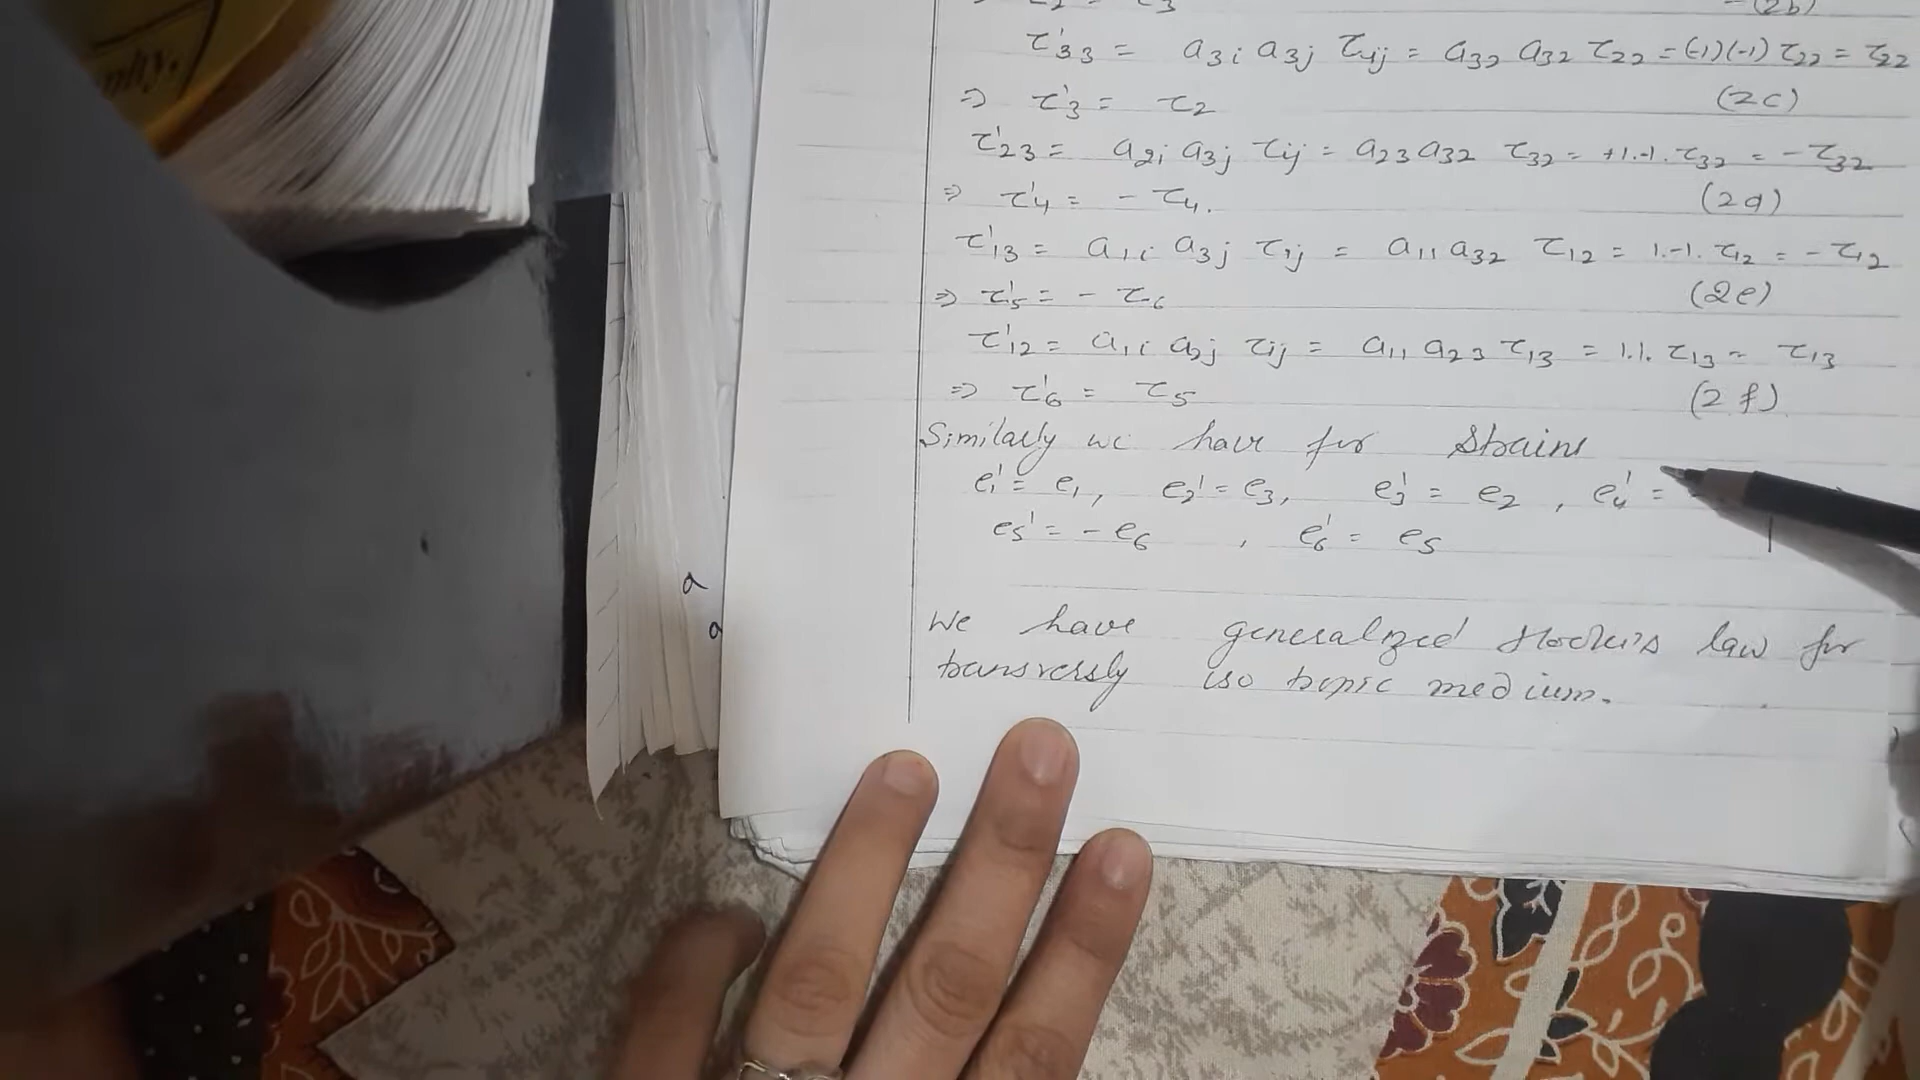 τ'33 = a3i a3j τij = a32 a32 τ22 = (-1)(-1) τ22 = τ22
⇒ τ'3 = τ2 (2c)
τ'23 = a2i a3j τij = a23 a32 τ32 = +1.-1. τ32 = - τ32
⇒ τ'4 = - τ4. (2d)
τ'13 = a1i a3j τij = a11 a32 τ12 = 1.-1. τ12 = - τ12
⇒ τ'5 = - τ6 (2e)
τ'12 = a1i a2j τij = a11 a23 τ13 = 1.1. τ13 = τ13
⇒ τ'6 = τ5 (2f)
Similarly we have for Strains
e1' = e1, e2' = e3, e3' = e2 , e4' =
e5' = - e6 , e6' = e5
We have generalized Hooke's law for
transversly iso tropic medium.
a
a